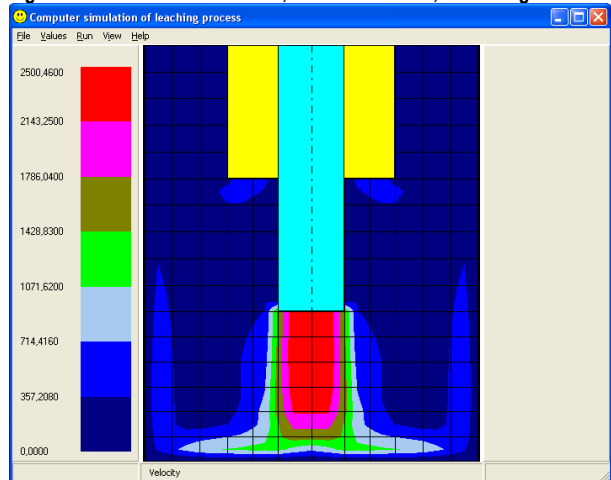 Computer simulation of leaching process
File Values Run View Help
2500,4600
2143,2500
1786,0400
1428,8300
1071,6200
714,4160
357,2080
0,0000
Velocity